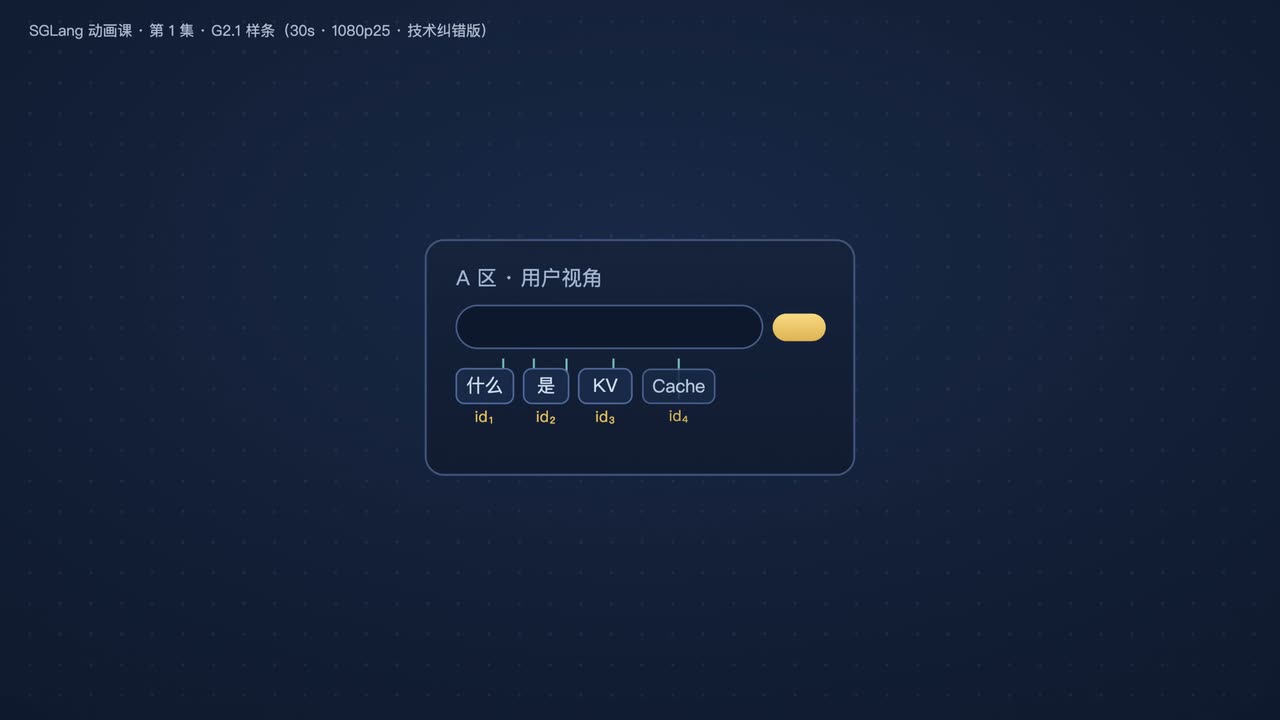 SGLang 动画课 · 第 1 集 · G2.1 样条（30s · 1080p25 · 技术纠错版）
A 区 · 用户视角
什么 是 KV Cache
id₁ id₂ id₃ id₄